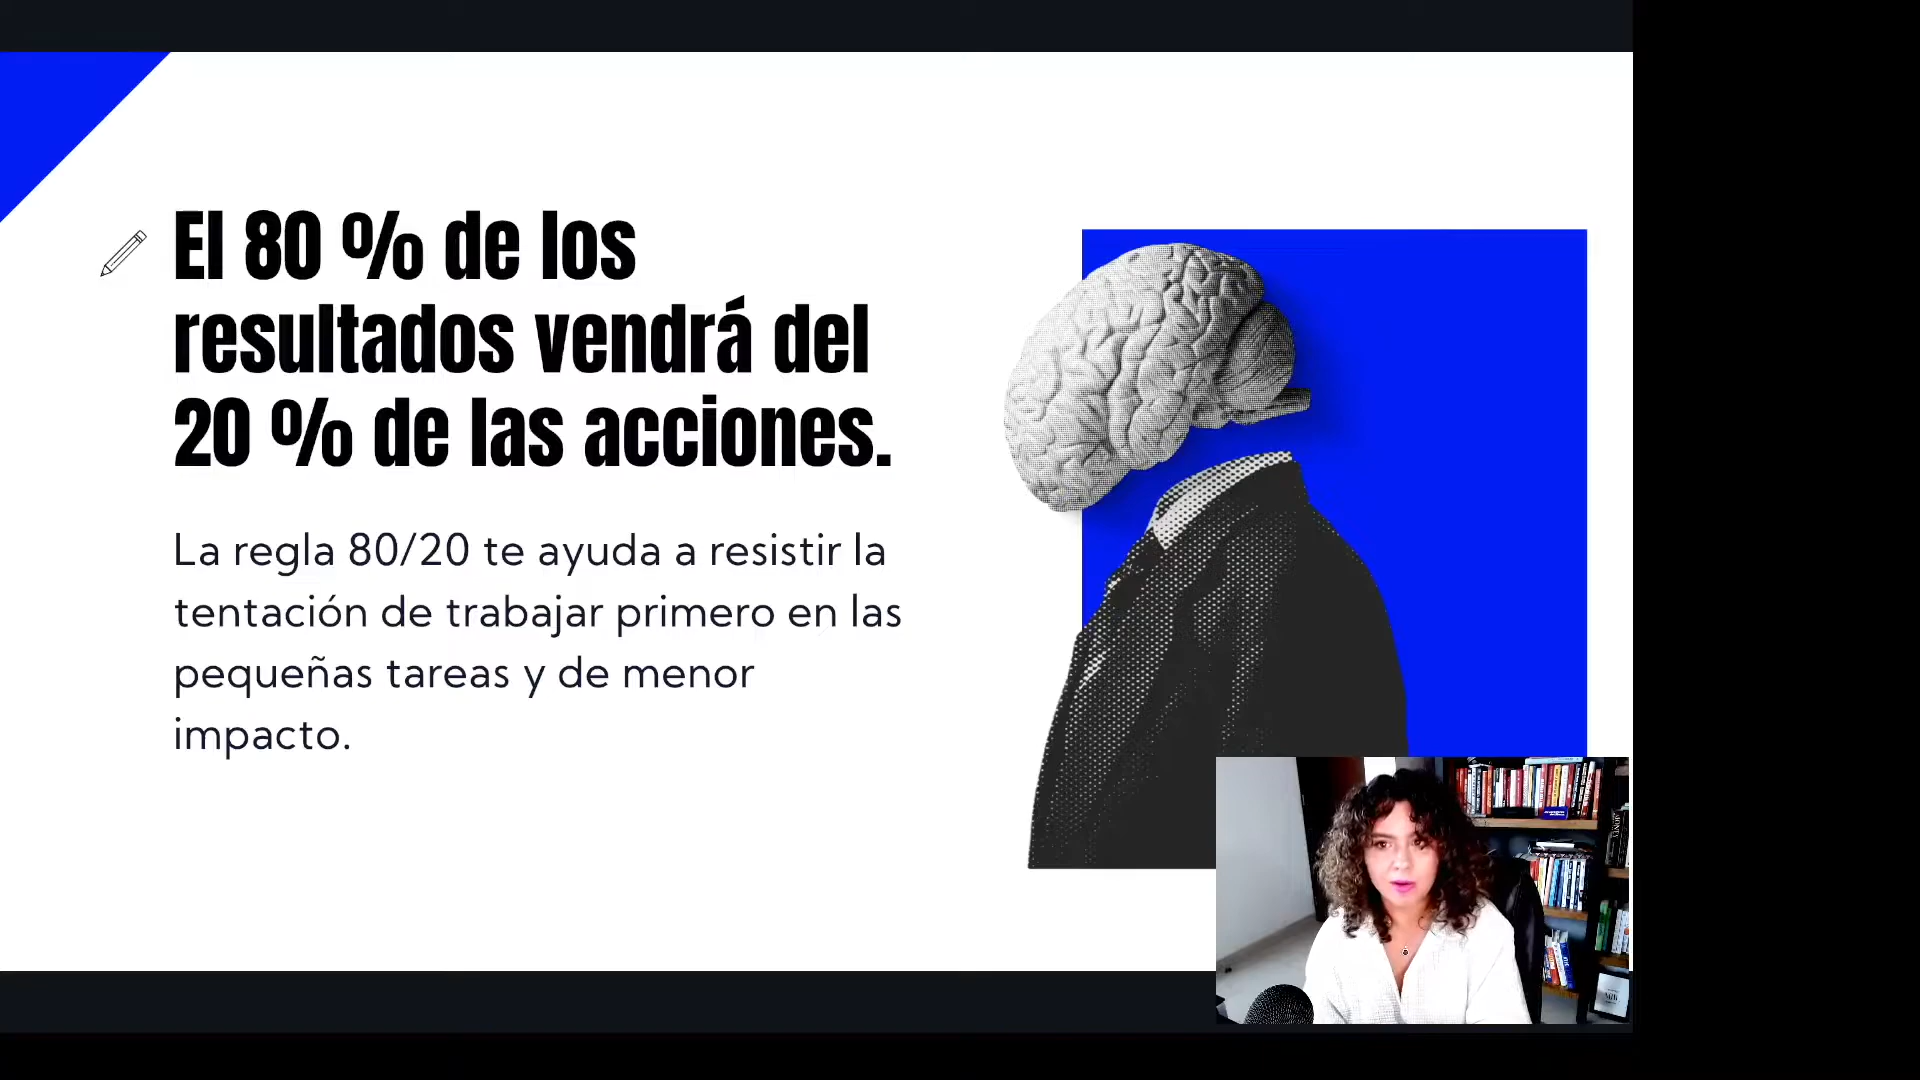 El 80 % de los
resultados vendrá del
20 % de las acciones.
La regla 80/20 te ayuda a resistir la
tentación de trabajar primero en las
pequeñas tareas y de menor
impacto.